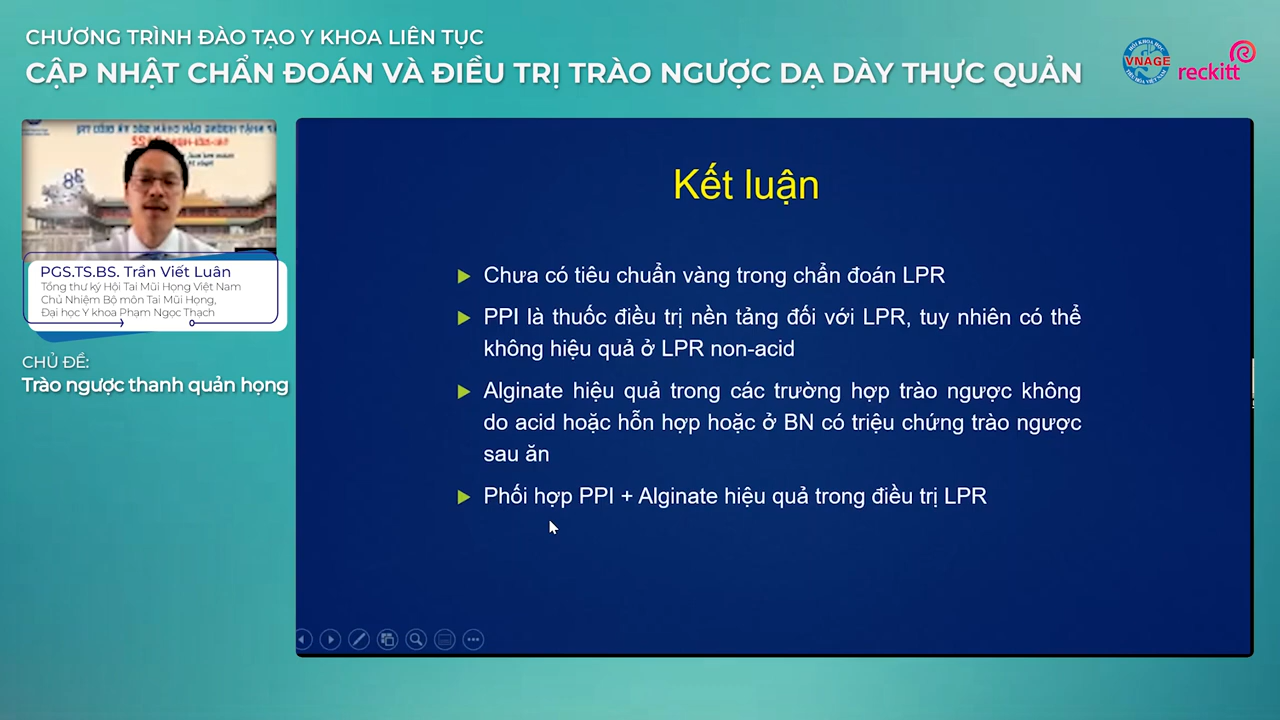 CHƯƠNG TRÌNH ĐÀO TẠO Y KHOA LIÊN TỤC
CẬP NHẬT CHẨN ĐOÁN VÀ ĐIỀU TRỊ TRÀO NGƯỢC DẠ DÀY THỰC QUẢN
VNAGE
reckitt
PGS.TS.BS. Trần Viết Luân
Tổng thư ký Hội Tai Mũi Họng Việt Nam
Chủ Nhiệm Bộ môn Tai Mũi Họng,
Đại học Y khoa Phạm Ngọc Thạch
CHỦ ĐỀ:
Trào ngược thanh quản họng
Kết luận
Chưa có tiêu chuẩn vàng trong chẩn đoán LPR
PPI là thuốc điều trị nền tảng đối với LPR, tuy nhiên có thể
không hiệu quả ở LPR non-acid
Alginate hiệu quả trong các trường hợp trào ngược không
do acid hoặc hỗn hợp hoặc ở BN có triệu chứng trào ngược
sau ăn
Phối hợp PPI + Alginate hiệu quả trong điều trị LPR